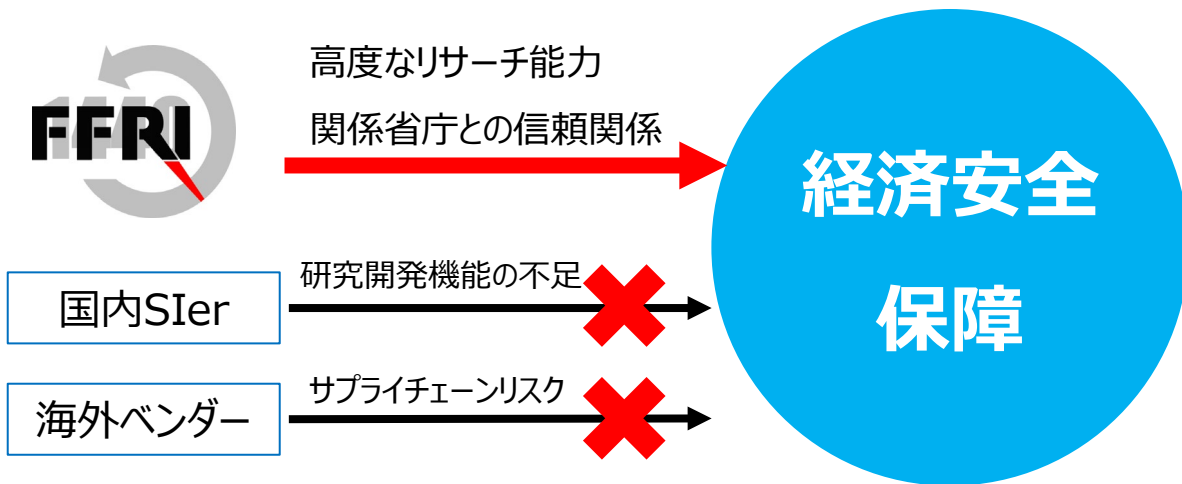 高度なリサーチ能力
FFRI
関係省庁との信頼関係
経済安全
保障
研究開発機能の不足
国内SIer
サプライチェーンリスク
海外ベンダー